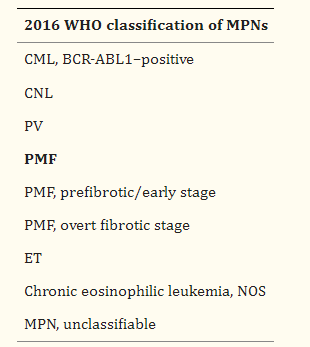 2016 WHO classification of MPNs
CML, BCR-ABL1−positive
CNL
PV
PMF
PMF, prefibrotic/early stage
PMF, overt fibrotic stage
ET
Chronic eosinophilic leukemia, NOS
MPN, unclassifiable